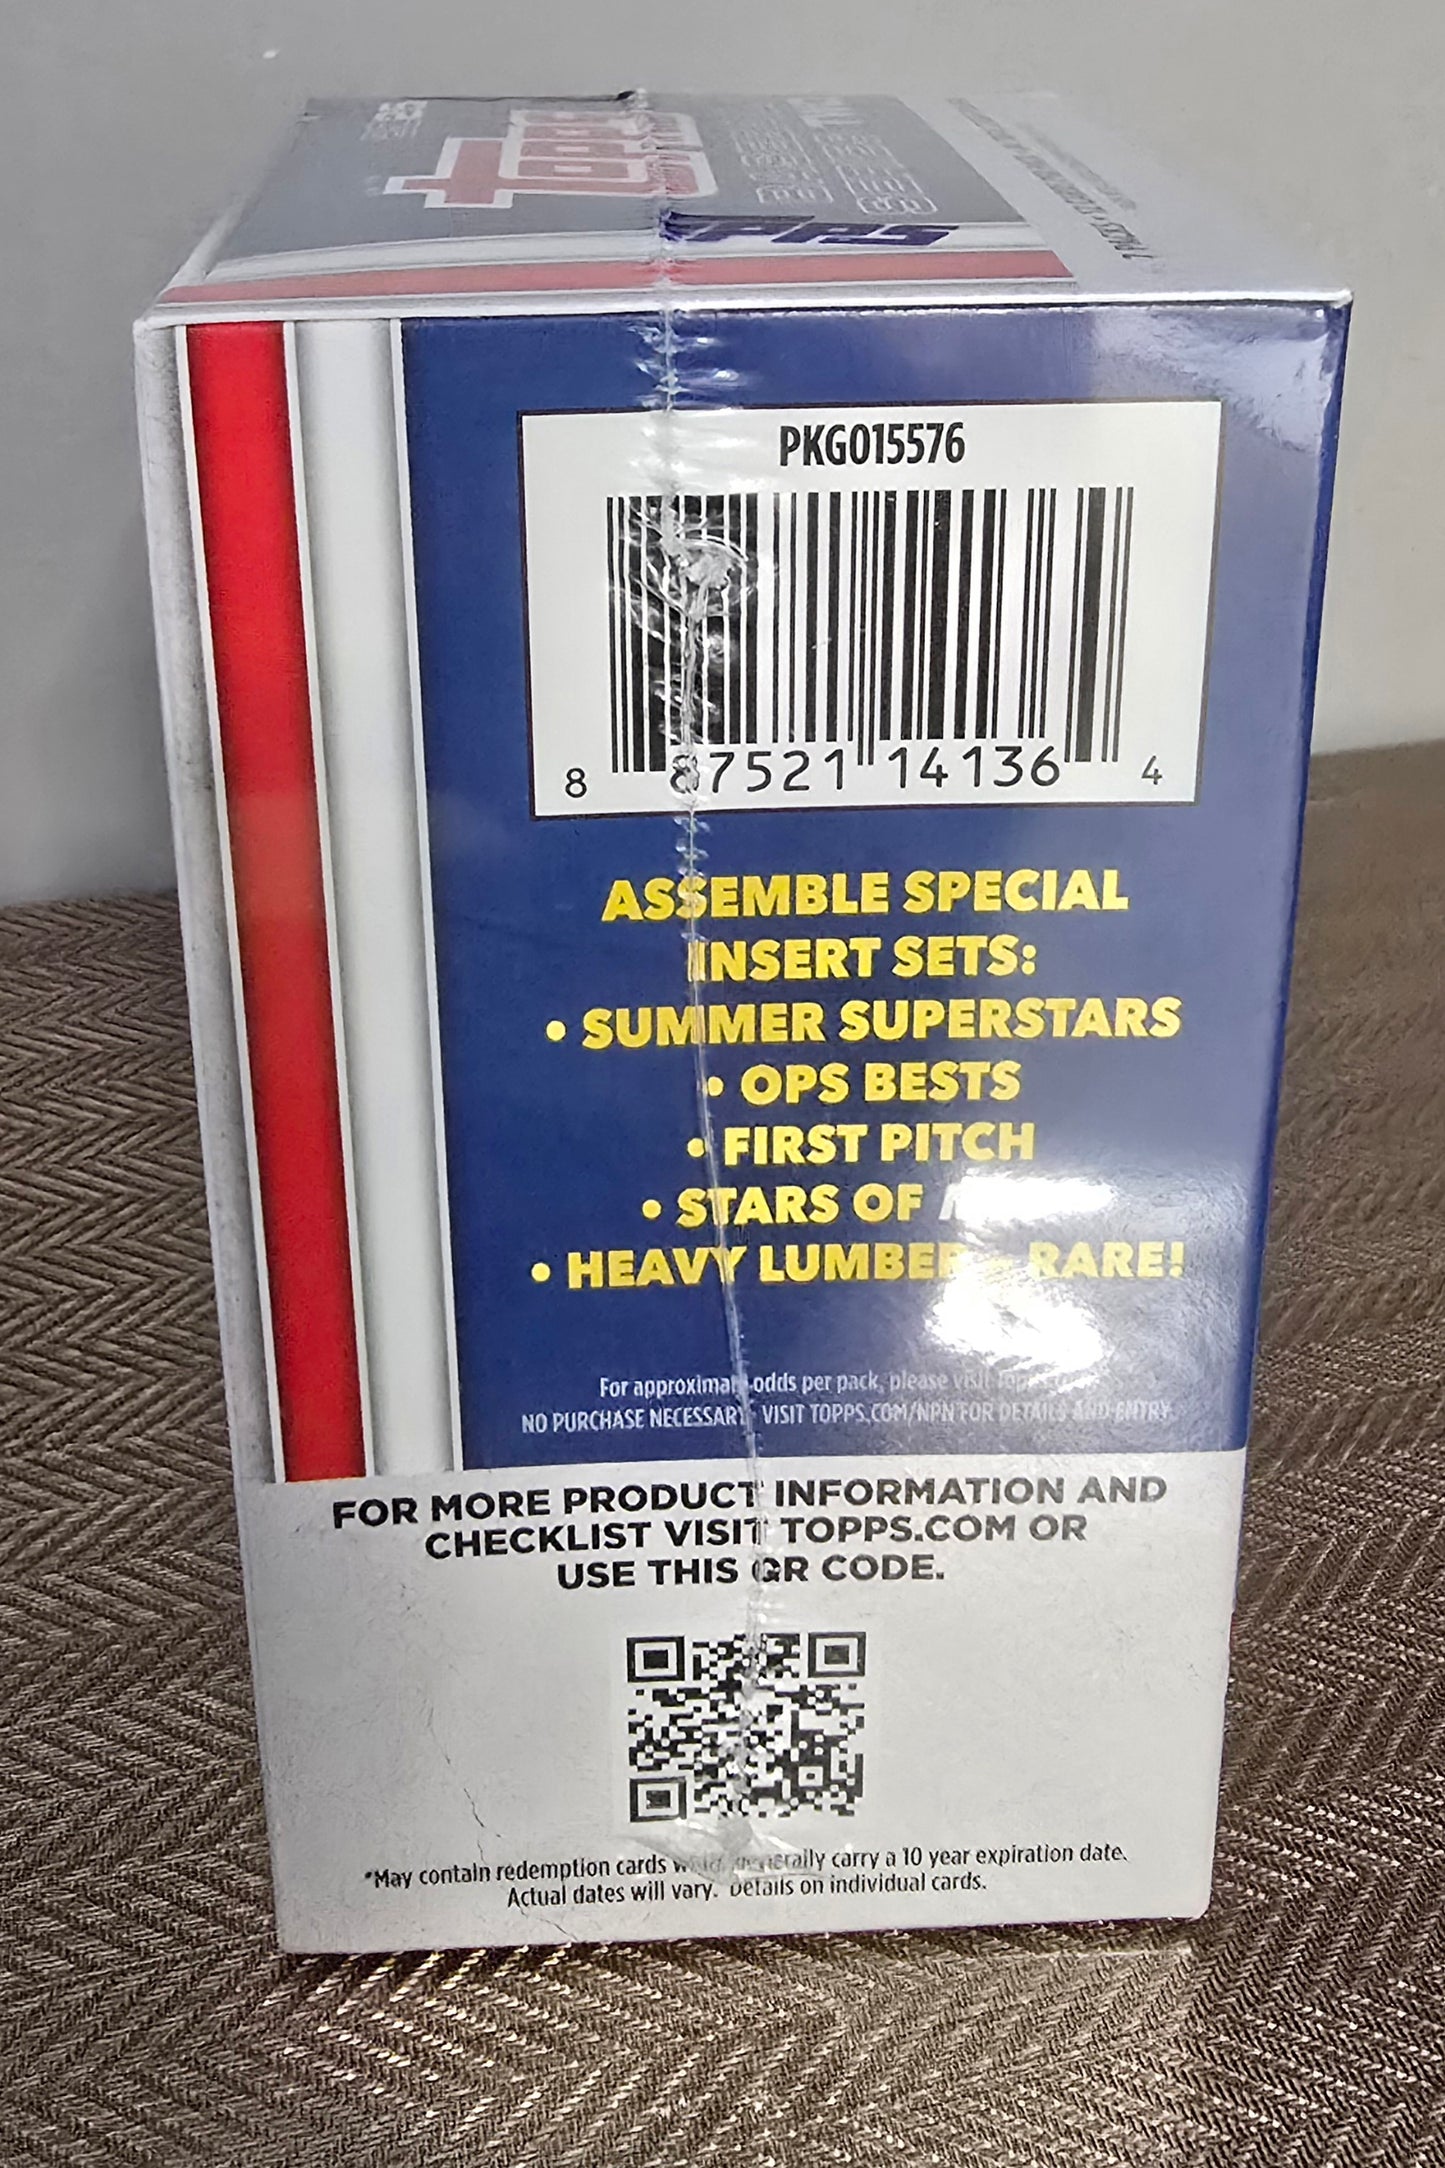 topps
PKG015576
8 87521 14136 4
ASSEMBLE SPECIAL
INSERT SETS:
• SUMMER SUPERSTARS
• OPS BESTS
• FIRST PITCH
• STARS OF
• HEAVY LUMBER - RARE!
For approximate odds per pack, please visit
NO PURCHASE NECESSARY. VISIT TOPPS.COM/NPN FOR DETAILS AND ENTRY.
FOR MORE PRODUCT INFORMATION AND
CHECKLIST VISIT TOPPS.COM OR
USE THIS QR CODE.
*May contain redemption cards which generally carry a 10 year expiration date.
Actual dates will vary. Details on individual cards.